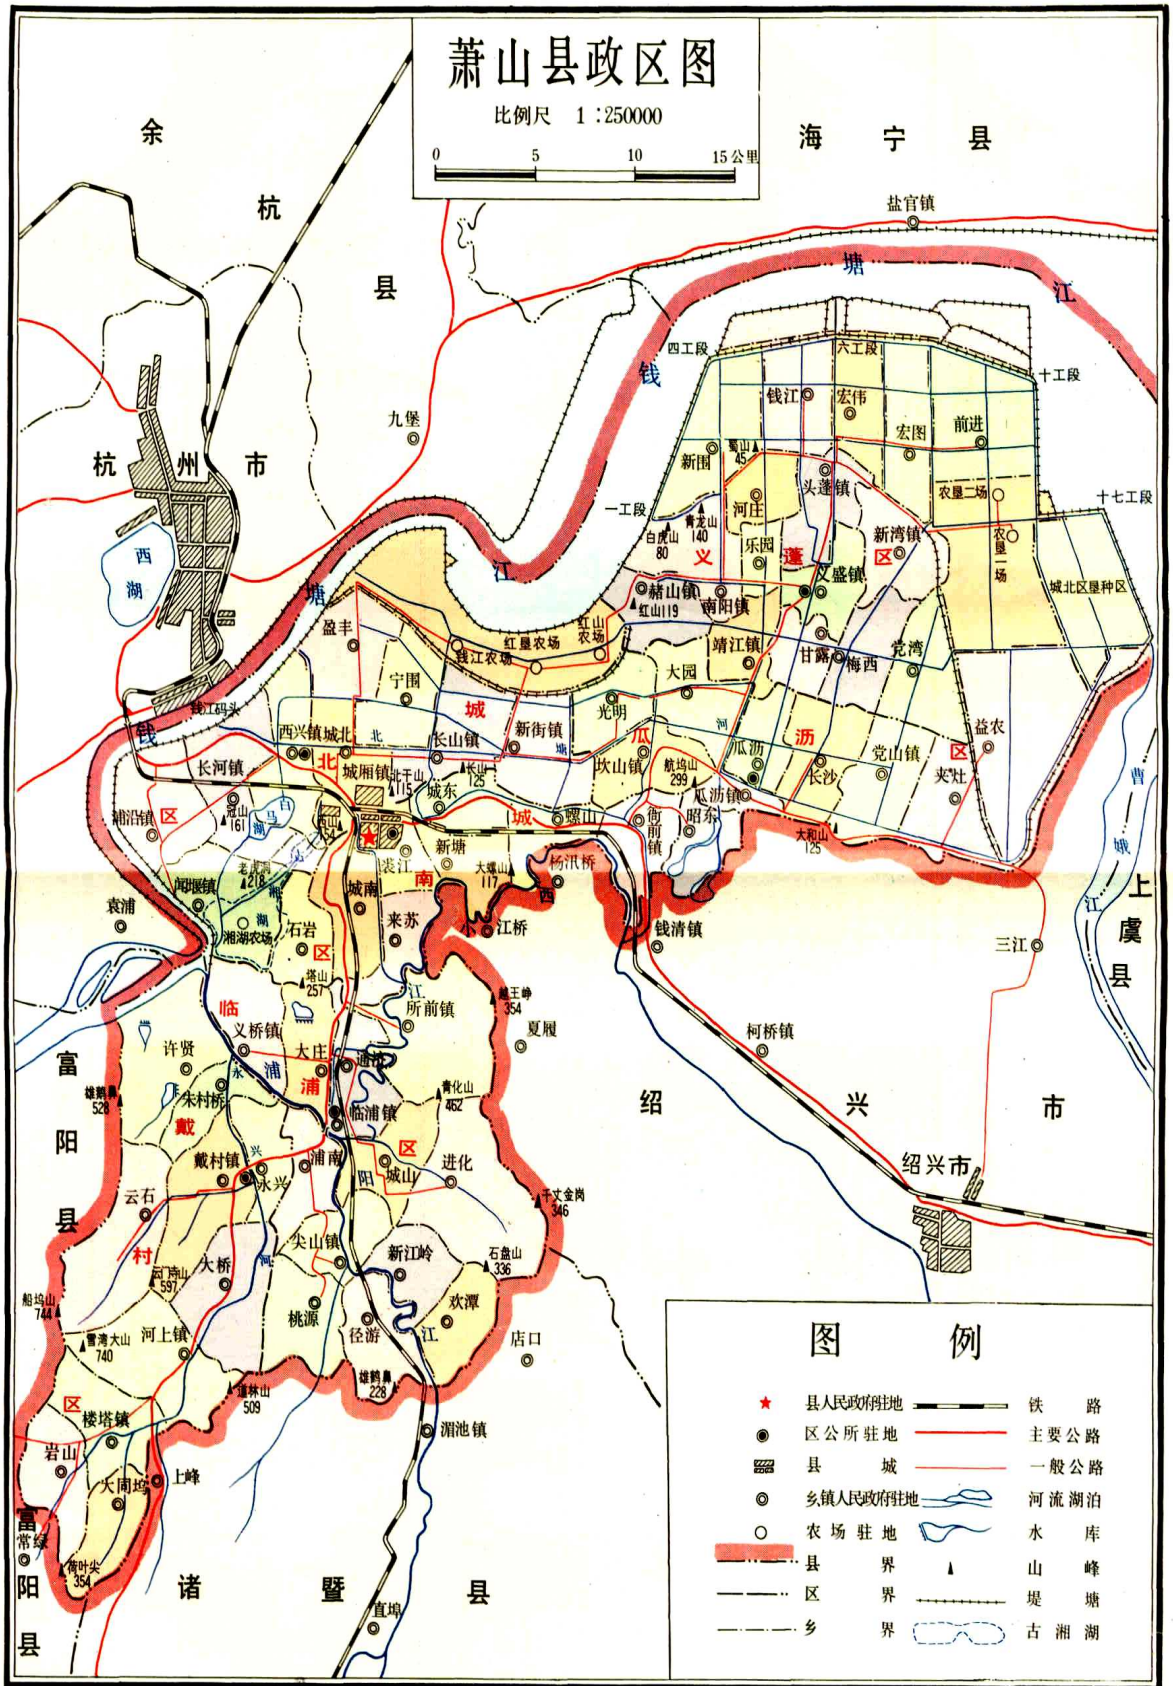 萧山县政区图
比例尺 1:250000
0 5 10 15公里
余
杭
县
海宁县
盐官镇
钱
塘
江
四工段
六工段
十工段
钱江
宏伟
宏图
前进
九堡
杭州市
新围
蜀山
45
头蓬镇
农垦二场
十七工段
河庄
一工段
青龙山
140
白虎山
80
乐园
新湾镇
农垦一场
义
蓬
区
西
湖
江
义盛镇
城北区垦种区
塘
赭山镇
红山119
南阳镇
盈丰
红垦农场
红山
农场
钱江农场
靖江镇
甘露
梅西
党湾
宁围
大园
钱江码头
钱
城
光明
河
益农
西兴镇
城北
北
长山镇
新街镇
塘
瓜
瓜沥
沥
党山镇
区
北
长河镇
城厢镇
北干山
115
长山
125
坎山镇
航坞山
299
长沙
夹灶
曹
城东
瓜沥镇
浦沿镇
区
冠山
161
白
马
湖
西山
154
城
螺山
衙前镇
昭东
大和山
125
娥
裘江
新塘
老虎洞
218
湘
湖
大螺山
117
杨汛桥
闻堰镇
城南
南
西
江
上虞县
袁浦
湘湖农场
石岩
区
来苏
小
江桥
钱清镇
三江
塔山
257
江
越王峥
354
临
所前镇
夏履
义桥镇
柯桥镇
许贤
大庄
通济
富阳县
永
浦
浦
朱村桥
青化山
462
雄鹅鼻
528
临浦镇
绍兴市
戴
区
戴村镇
兴
浦南
城山
进化
绍兴市
永兴
阳
云石
千丈金岗
346
尖山镇
村
大桥
河
新江岭
石盘山
336
云门寺山
597
船坞山
744
桃源
欢潭
雪湾大山
740
河上镇
径游
江
店口
道林山
509
雄鹅鼻
228
区
楼塔镇
湄池镇
岩山
上峰
大同坞
富阳县
常绿
荷叶尖
354
诸暨县
直埠
图例
县人民政府驻地
铁路
区公所驻地
主要公路
县城
一般公路
乡镇人民政府驻地
河流湖泊
农场驻地
水库
县界
山峰
区界
堤塘
乡界
古湘湖